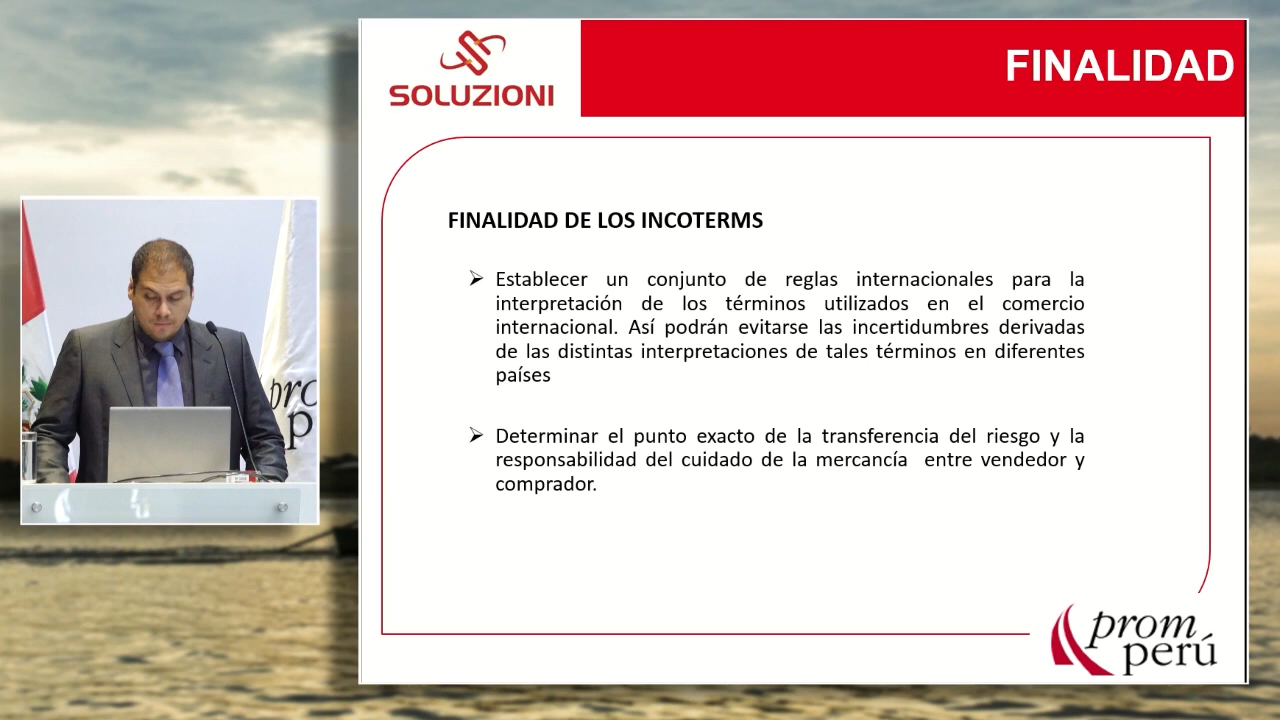 SOLUZIONI
FINALIDAD
FINALIDAD DE LOS INCOTERMS
Establecer un conjunto de reglas internacionales para la
interpretación de los términos utilizados en el comercio
internacional. Así podrán evitarse las incertidumbres derivadas
de las distintas interpretaciones de tales términos en diferentes
países
Determinar el punto exacto de la transferencia del riesgo y la
responsabilidad del cuidado de la mercancía entre vendedor y
comprador.
prom
perú
pro
p